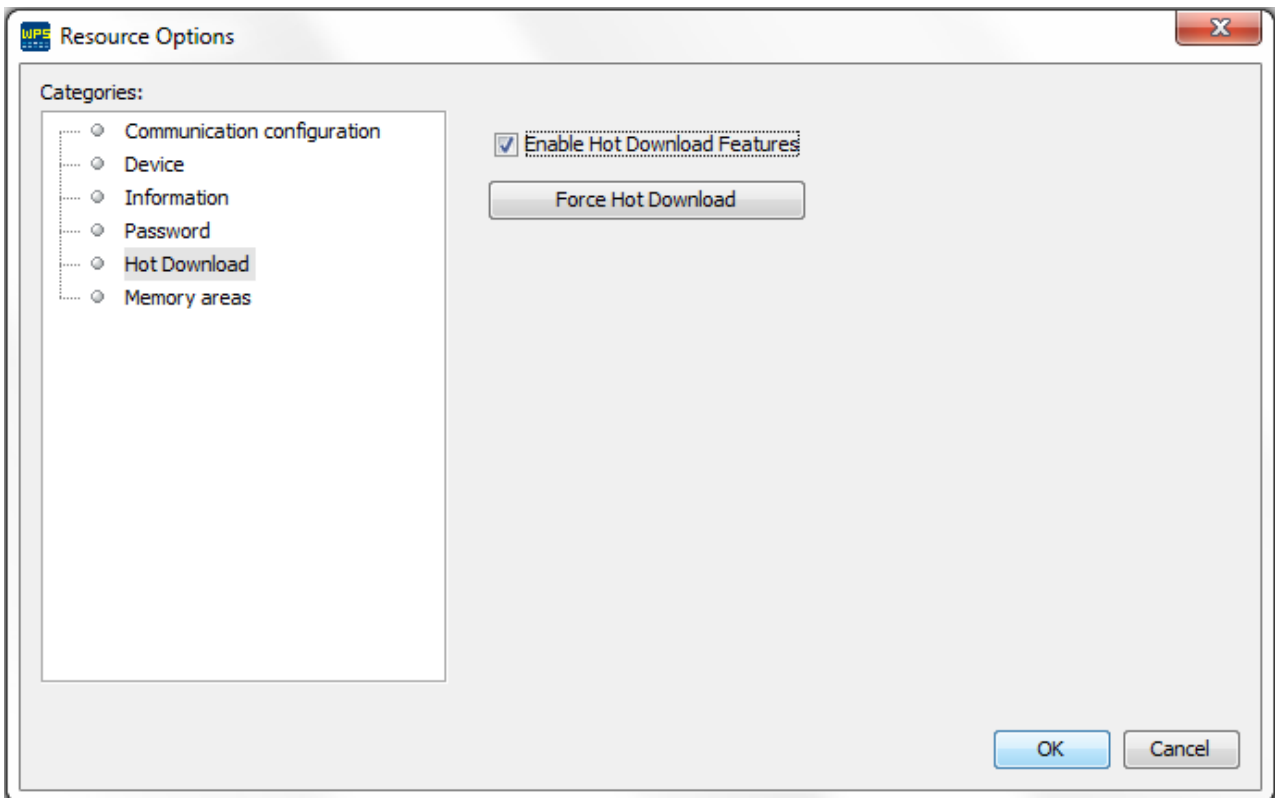 WPS Resource Options
Categories:
Communication configuration
Device
Information
Password
Hot Download
Memory areas
Enable Hot Download Features
Force Hot Download
OK Cancel